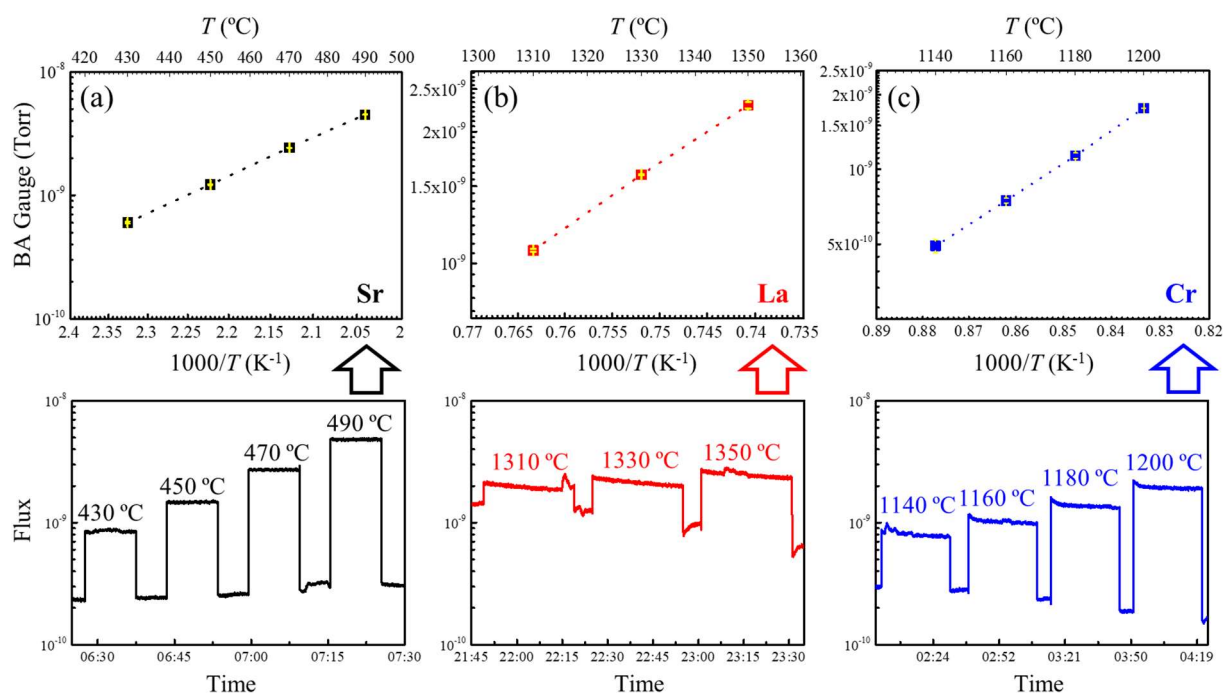 T (ºC)
420 430 440 450 460 470 480 490 500
10⁻⁸
10⁻⁹
10⁻¹⁰
BA Gauge (Torr)
(a)
Sr
2.4 2.3 2.25 2.2 2.15 2.1 2.05 2
1000/T (K⁻¹)
T (ºC)
1300 1310 1320 1330 1340 1350 1360
2.5x10⁻⁹
2x10⁻⁹
1.5x10⁻⁹
10⁻⁹
(b)
La
0.77 0.765 0.76 0.755 0.75 0.745 0.74 0.735
1000/T (K⁻¹)
T (ºC)
1140 1160 1180 1200
2.5x10⁻⁹
2x10⁻⁹
1.5x10⁻⁹
10⁻⁹
5x10⁻¹⁰
(c)
Cr
0.89 0.88 0.87 0.86 0.85 0.84 0.83 0.82
1000/T (K⁻¹)
10⁻⁸
10⁻⁹
10⁻¹⁰
Flux
430 ºC
450 ºC
470 ºC
490 ºC
06:30 06:45 07:00 07:15 07:30
Time
1310 ºC
1330 ºC
1350 ºC
21:45 22:00 22:15 22:30 22:45 23:00 23:15 23:30
Time
10⁻⁸
10⁻⁹
10⁻¹⁰
1140 ºC
1160 ºC
1180 ºC
1200 ºC
02:24 02:52 03:21 03:50 04:19
Time